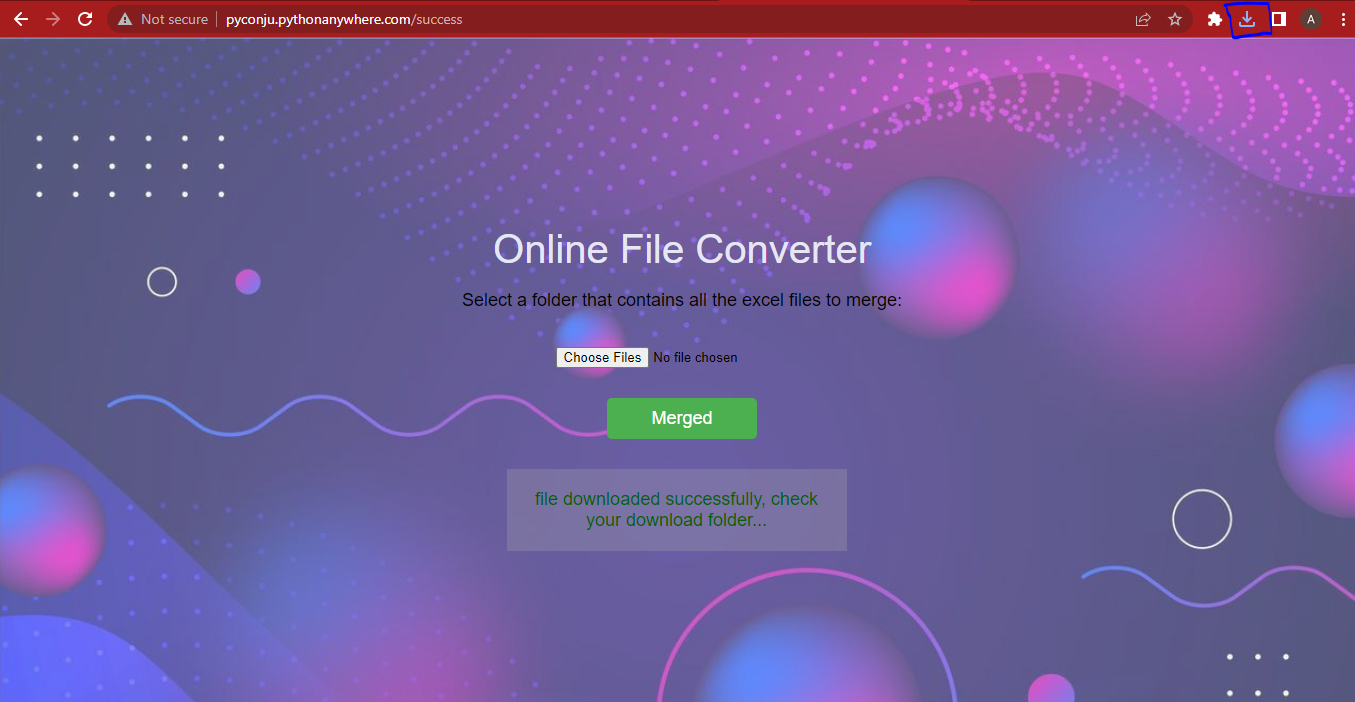 Not secure pyconju.pythonanywhere.com/success
A
Online File Converter
Select a folder that contains all the excel files to merge:
Choose Files No file chosen
Merged
file downloaded successfully, check
your download folder...